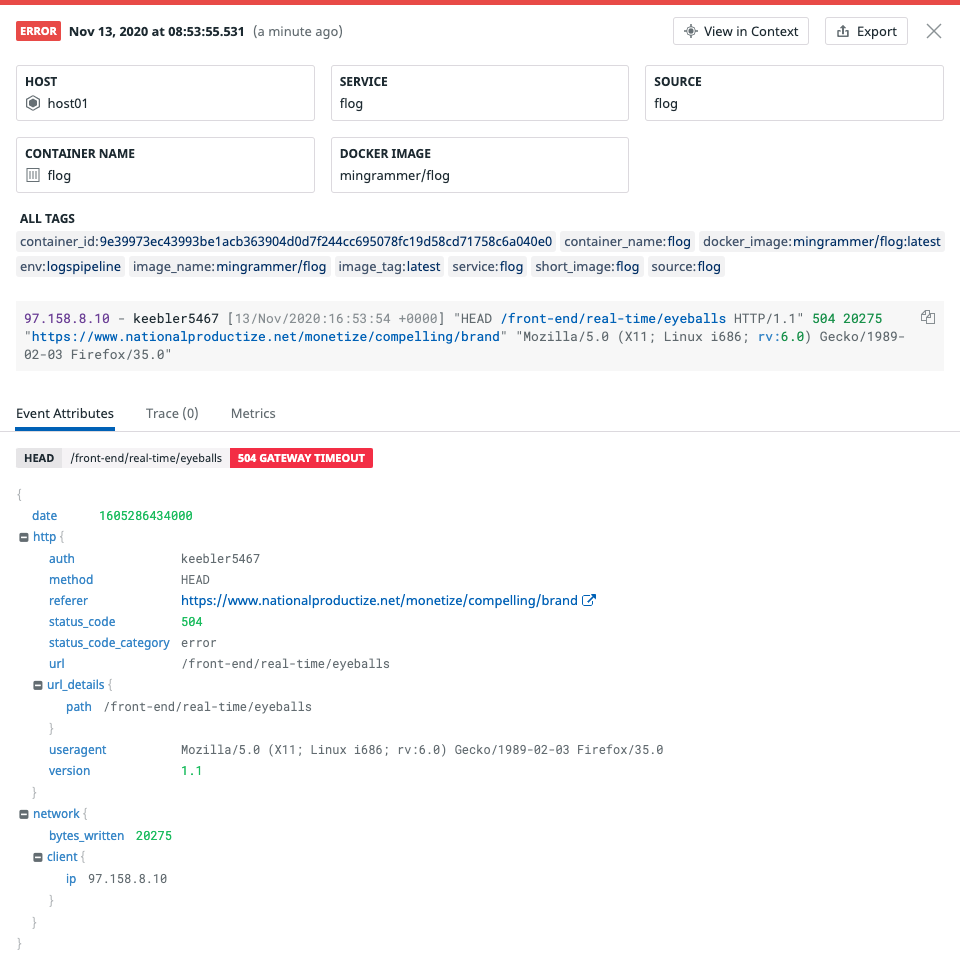 ERROR Nov 13, 2020 at 08:53:55.531 (a minute ago) View in Context Export
HOST SERVICE SOURCE
host01 flog flog
CONTAINER NAME DOCKER IMAGE
flog mingrammer/flog
ALL TAGS
container_id:9e39973ec43993be1acb363904d0d7f244cc695078fc19d58cd71758c6a040e0 container_name:flog docker_image:mingrammer/flog:latest
env:logspipeline image_name:mingrammer/flog image_tag:latest service:flog short_image:flog source:flog
97.158.8.10 - keebler5467 [13/Nov/2020:16:53:54 +0000] "HEAD /front-end/real-time/eyeballs HTTP/1.1" 504 20275
"https://www.nationalproductize.net/monetize/compelling/brand" "Mozilla/5.0 (X11; Linux i686; rv:6.0) Gecko/1989-
02-03 Firefox/35.0"
Event Attributes Trace (0) Metrics
HEAD /front-end/real-time/eyeballs 504 GATEWAY TIMEOUT
{
date 1605286434000
http {
auth keebler5467
method HEAD
referer https://www.nationalproductize.net/monetize/compelling/brand
status_code 504
status_code_category error
url /front-end/real-time/eyeballs
url_details {
path /front-end/real-time/eyeballs
}
useragent Mozilla/5.0 (X11; Linux i686; rv:6.0) Gecko/1989-02-03 Firefox/35.0
version 1.1
}
network {
bytes_written 20275
client {
ip 97.158.8.10
}
}
}